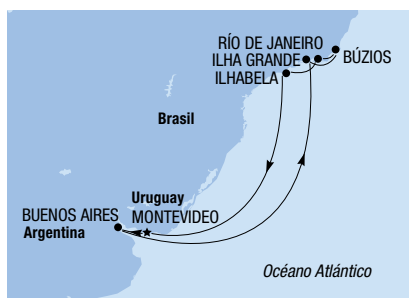 RÍO DE JANEIRO
ILHA GRANDE
BÚZIOS
ILHABELA
Brasil
Uruguay
BUENOS AIRES
MONTEVIDEO
Argentina
Océano Atlántico